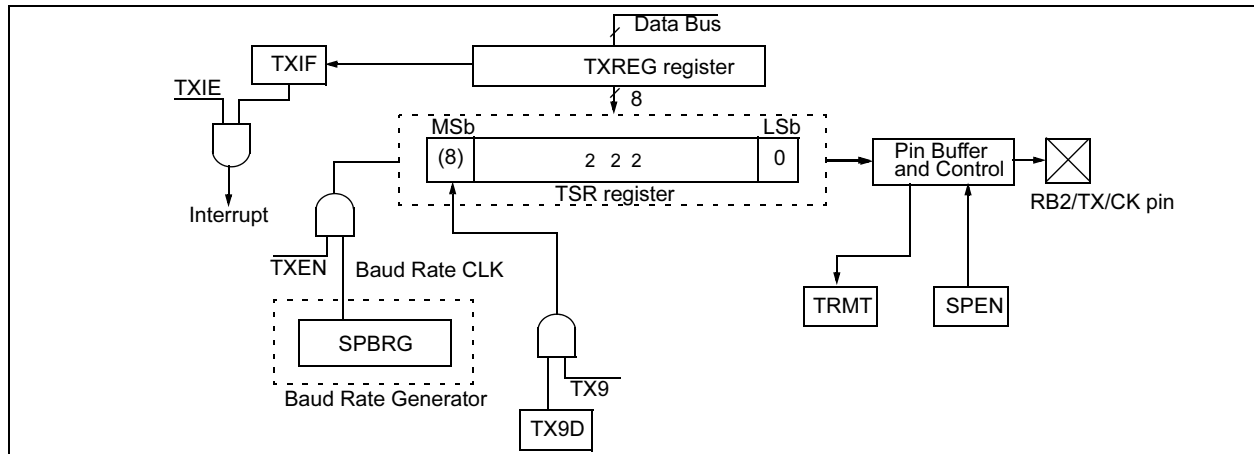 Data Bus
TXIF
TXREG register
TXIE
8
MSb
LSb
(8)
2 2 2
0
Pin Buffer
and Control
TSR register
RB2/TX/CK pin
Interrupt
TXEN
Baud Rate CLK
TRMT
SPEN
SPBRG
TX9
Baud Rate Generator
TX9D